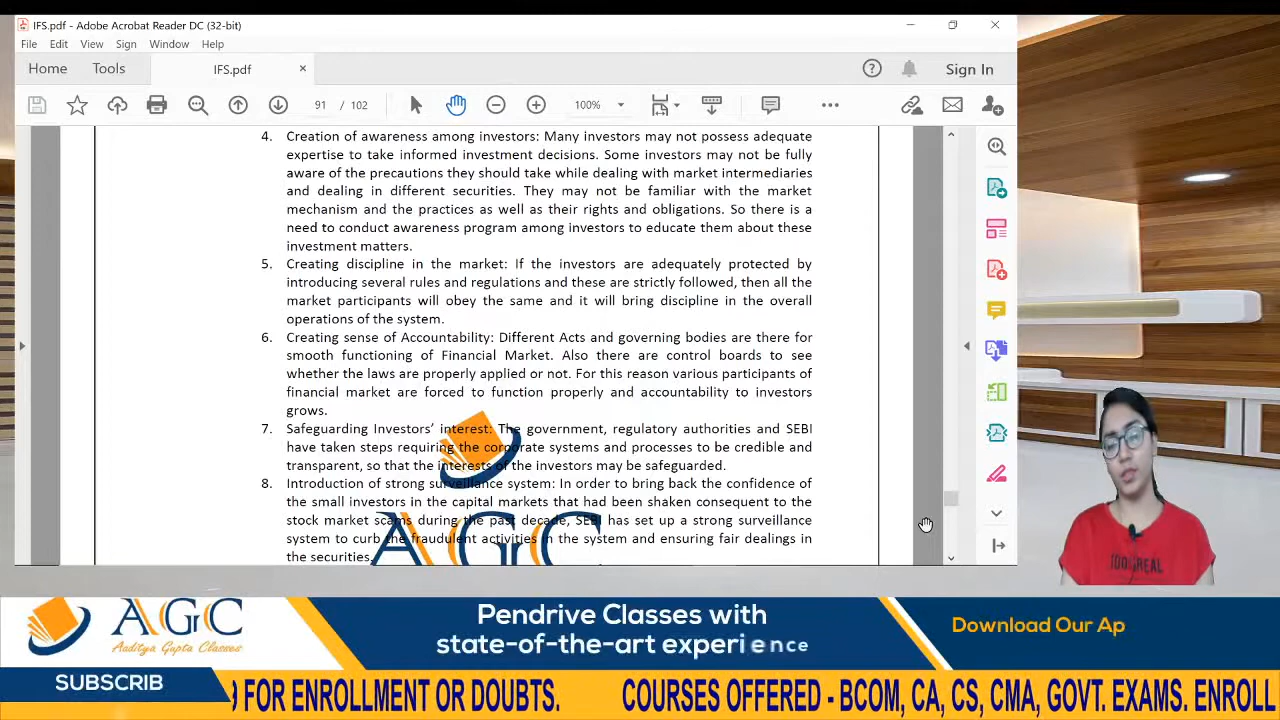 IFS.pdf - Adobe Acrobat Reader DC (32-bit)
File Edit View Sign Window Help
Home Tools IFS.pdf × Sign In
91 / 102 100%
4. Creation of awareness among investors: Many investors may not possess adequate
expertise to take informed investment decisions. Some investors may not be fully
aware of the precautions they should take while dealing with market intermediaries
and dealing in different securities. They may not be familiar with the market
mechanism and the practices as well as their rights and obligations. So there is a
need to conduct awareness program among investors to educate them about these
investment matters.
5. Creating discipline in the market: If the investors are adequately protected by
introducing several rules and regulations and these are strictly followed, then all the
market participants will obey the same and it will bring discipline in the overall
operations of the system.
6. Creating sense of Accountability: Different Acts and governing bodies are there for
smooth functioning of Financial Market. Also there are control boards to see
whether the laws are properly applied or not. For this reason various participants of
financial market are forced to function properly and accountability to investors
grows.
7. Safeguarding Investors' interest: The government, regulatory authorities and SEBI
have taken steps requiring the corporate systems and processes to be credible and
transparent, so that the interests of the investors may be safeguarded.
8. Introduction of strong surveillance system: In order to bring back the confidence of
the small investors in the capital markets that had been shaken consequent to the
stock market scams during the past decade, SEBI has set up a strong surveillance
system to curb the fraudulent activities in the system and ensuring fair dealings in
the securities.
AGC
AGC
Aaditya Gupta Classes
Pendrive Classes with
state-of-the-art experience
Download Our Ap
SUBSCRIB
9 FOR ENROLLMENT OR DOUBTS. COURSES OFFERED - BCOM, CA, CS, CMA, GOVT. EXAMS. ENROLL